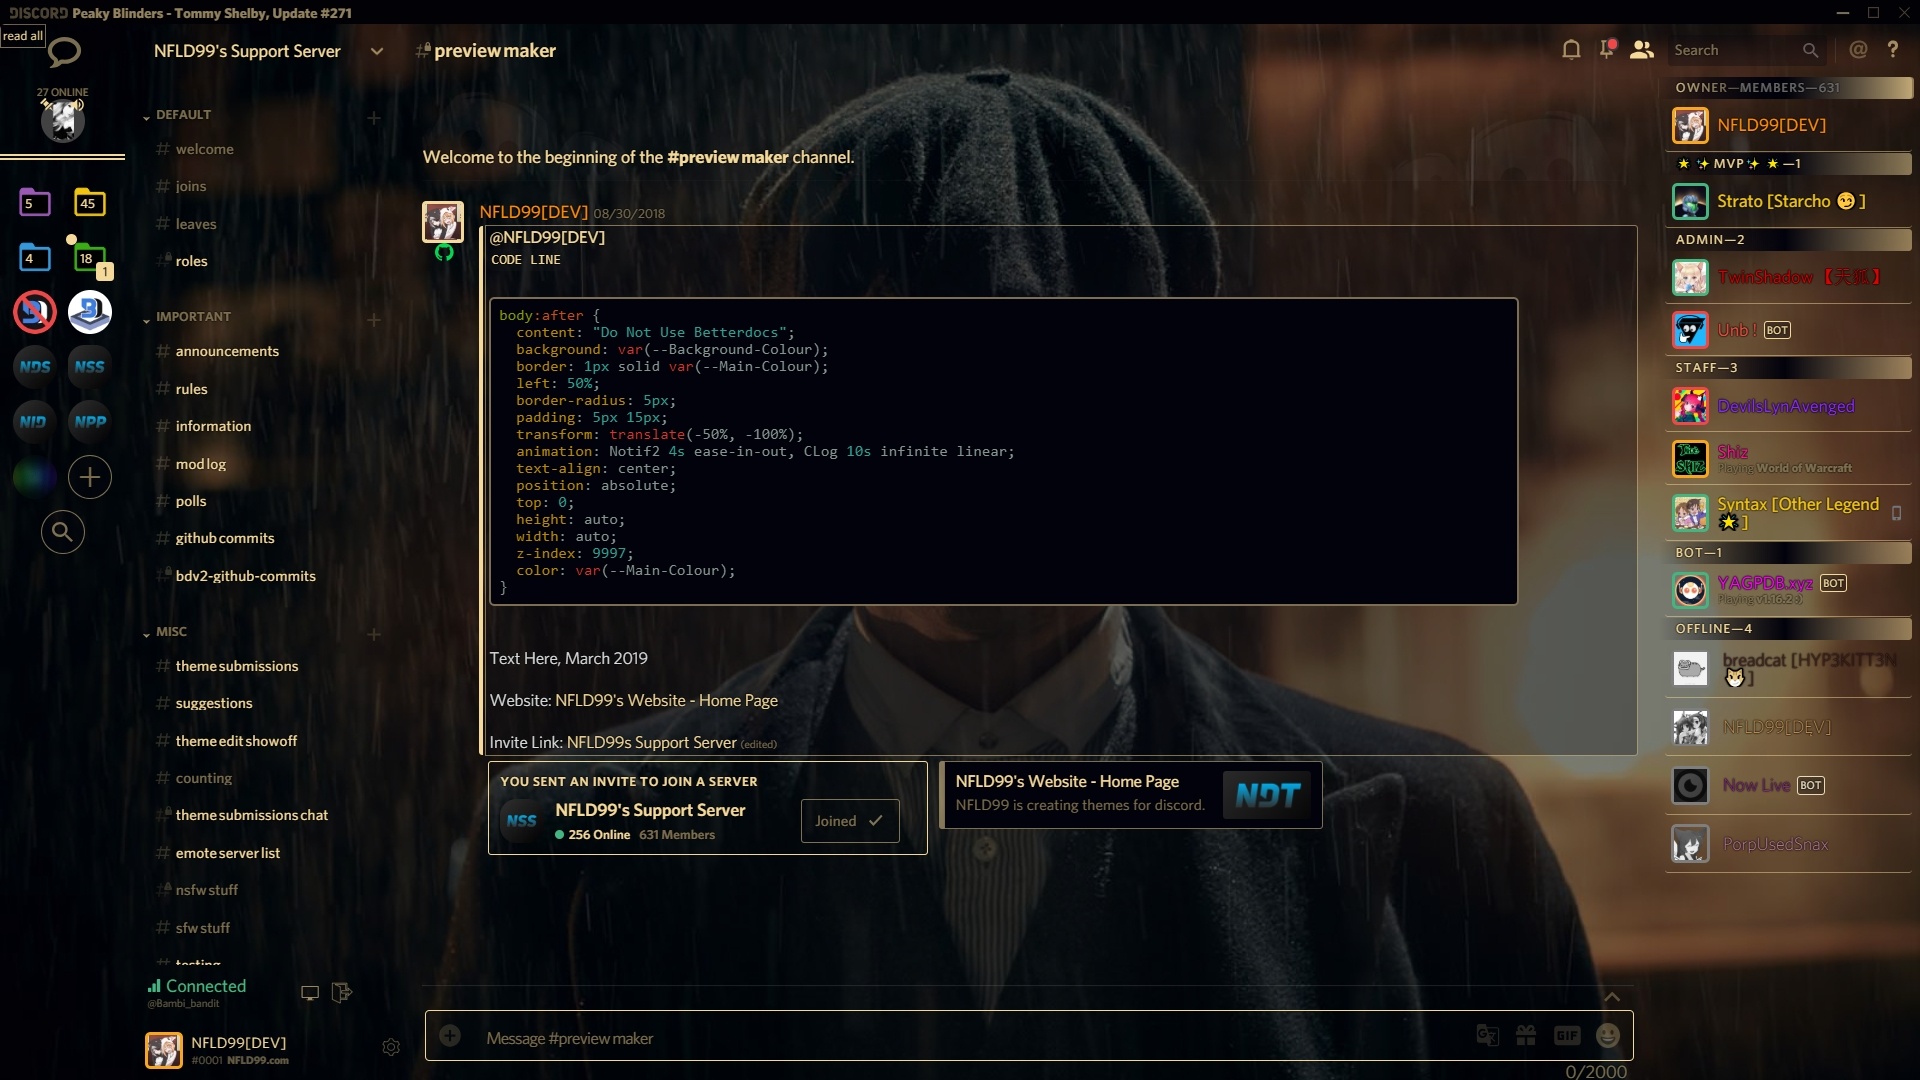 DISCORD Peaky Blinders - Tommy Shelby, Update #271
read all
27 ONLINE
5
45
4
18
1
NDS
NSS
NID
NPP
NFLD99's Support Server
DEFAULT
# welcome
# joins
# leaves
# roles
IMPORTANT
# announcements
# rules
# information
# mod log
# polls
# github commits
# bdv2-github-commits
MISC
# theme submissions
# suggestions
# theme edit showoff
# counting
# theme submissions chat
# emote server list
# nsfw stuff
# sfw stuff
# testing
Connected
@Bambi_bandit
NFLD99[DEV]
#0001 NFLD99.com
# preview maker
Search
@ ?
Welcome to the beginning of the #preview maker channel.
NFLD99[DEV] 08/30/2018
@NFLD99[DEV]
CODE LINE
body:after {
content: "Do Not Use Betterdocs";
background: var(--Background-Colour);
border: 1px solid var(--Main-Colour);
left: 50%;
border-radius: 5px;
padding: 5px 15px;
transform: translate(-50%, -100%);
animation: Notif2 4s ease-in-out, CLog 10s infinite linear;
text-align: center;
position: absolute;
top: 0;
height: auto;
width: auto;
z-index: 9997;
color: var(--Main-Colour);
}
Text Here, March 2019
Website: NFLD99's Website - Home Page
Invite Link: NFLD99s Support Server (edited)
YOU SENT AN INVITE TO JOIN A SERVER
NSS
NFLD99's Support Server
256 Online 631 Members
Joined
NFLD99's Website - Home Page
NFLD99 is creating themes for discord.
NDT
Message #preview maker
GIF
0/2000
OWNER—MEMBERS—631
NFLD99[DEV]
🌟 ✨ MVP ✨ 🌟 —1
Strato [Starcho 😏 ]
ADMIN—2
TwinShadow 【天狐】
Unb ! BOT
STAFF—3
DevilsLynAvenged
The Shiz
Shiz
Playing World of Warcraft
Syntax [Other Legend
🌟 ]
BOT—1
YAGPDB.xyz BOT
Playing v1.16.2 :)
OFFLINE—4
breadcat [HYP3KITT3N
🐱 ]
NFLD99[DEV]
Now Live BOT
PorpUsedSnax